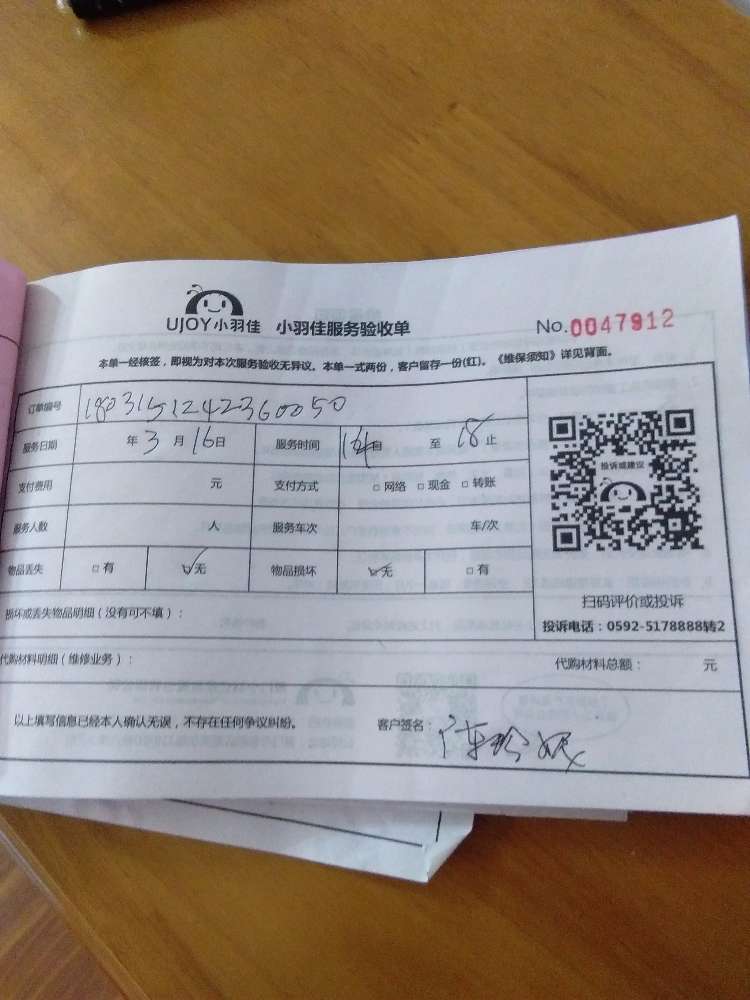 UJOY小羽佳 小羽佳服务验收单 No.0047912
本单一经核签，即视为对本次服务验收无异议。本单一式两份，客户留存一份(红)。《维保须知》详见背面。
订单编号 1803151242360050
服务日期 年 3 月 16 日 服务时间 14 自 至 18 止
支付费用 元 支付方式 □ 网络 □ 现金 □ 转账
服务人数 人 服务车次 车/次
物品丢失 □ 有 ☑无 物品损坏 ☑无 □ 有
投诉或建议
扫码评价或投诉
投诉电话：0592-5178888转2
损坏或丢失物品明细（没有可不填）：
代购材料明细（维修业务）： 代购材料总额： 元
以上填写信息已经本人确认无误，不存在任何争议纠纷。 客户签名：陈珍